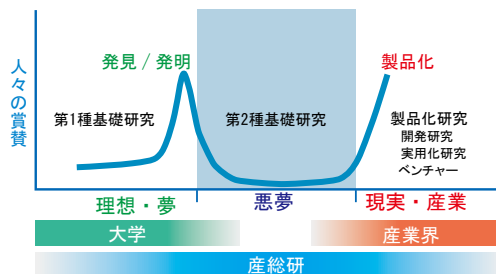 人々の賞賛
発見 / 発明
製品化
第1種基礎研究
第2種基礎研究
製品化研究
開発研究
実用化研究
ベンチャー
理想・夢
悪夢
現実・産業
大学
産業界
産総研